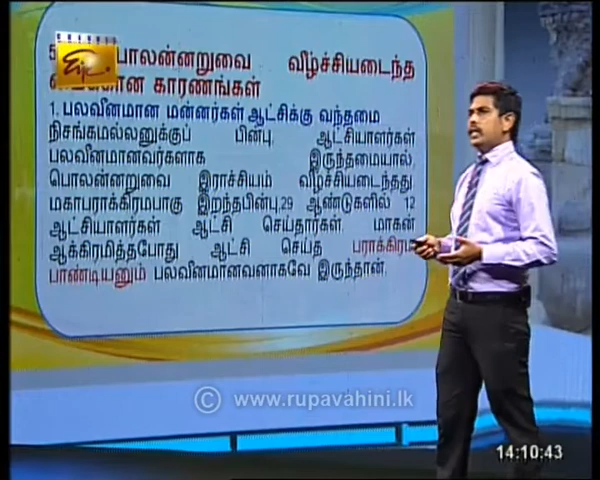 பொலன்னறுவை வீழ்ச்சியடைந்த
காரணங்கள்
1. பலவீனமான மன்னர்கள் ஆட்சிக்கு வந்தமை
நிசங்கமல்லனுக்குப் பின்பு, ஆட்சியாளர்கள்
பலவீனமானவர்களாக இருந்தமையால்,
பொலன்னறுவை இராச்சியம் வீழ்ச்சியடைந்தது
மகாபராக்கிரமபாகு இறந்தபின்பு,29 ஆண்டுகளில் 12
ஆட்சியாளர்கள் ஆட்சி செய்தார்கள். மாகன்
ஆக்கிரமித்தபோது ஆட்சி செய்த
பாண்டியனும் பலவீனமானவனாகவே இருந்தான்.
© www.rupavahini.lk
14:10:43